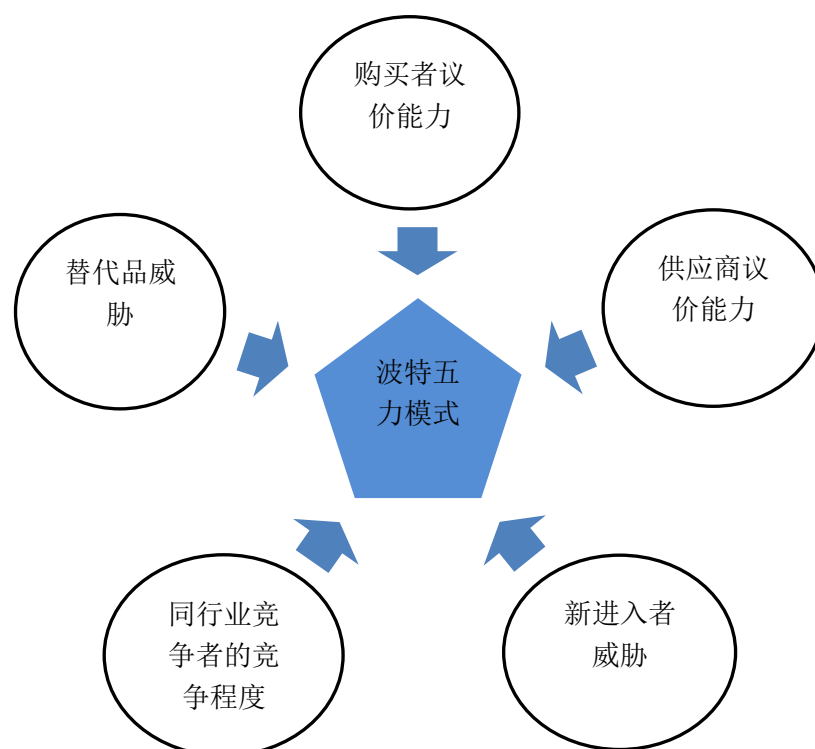 购买者议
价能力
替代品威
胁
供应商议
价能力
波特五
力模式
同行业竞
争者的竞
争程度
新进入者
威胁